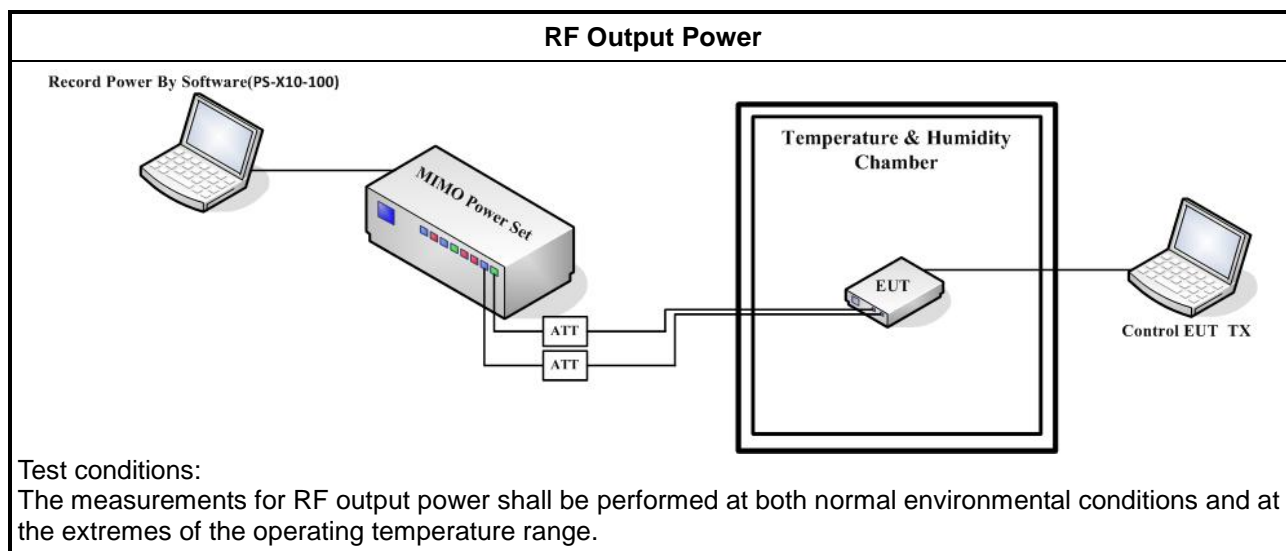 RF Output Power
Record Power By Software(PS-X10-100)
MIMO Power Set
Temperature & Humidity
Chamber
EUT
ATT
ATT
Control EUT TX
Test conditions:
The measurements for RF output power shall be performed at both normal environmental conditions and at
the extremes of the operating temperature range.